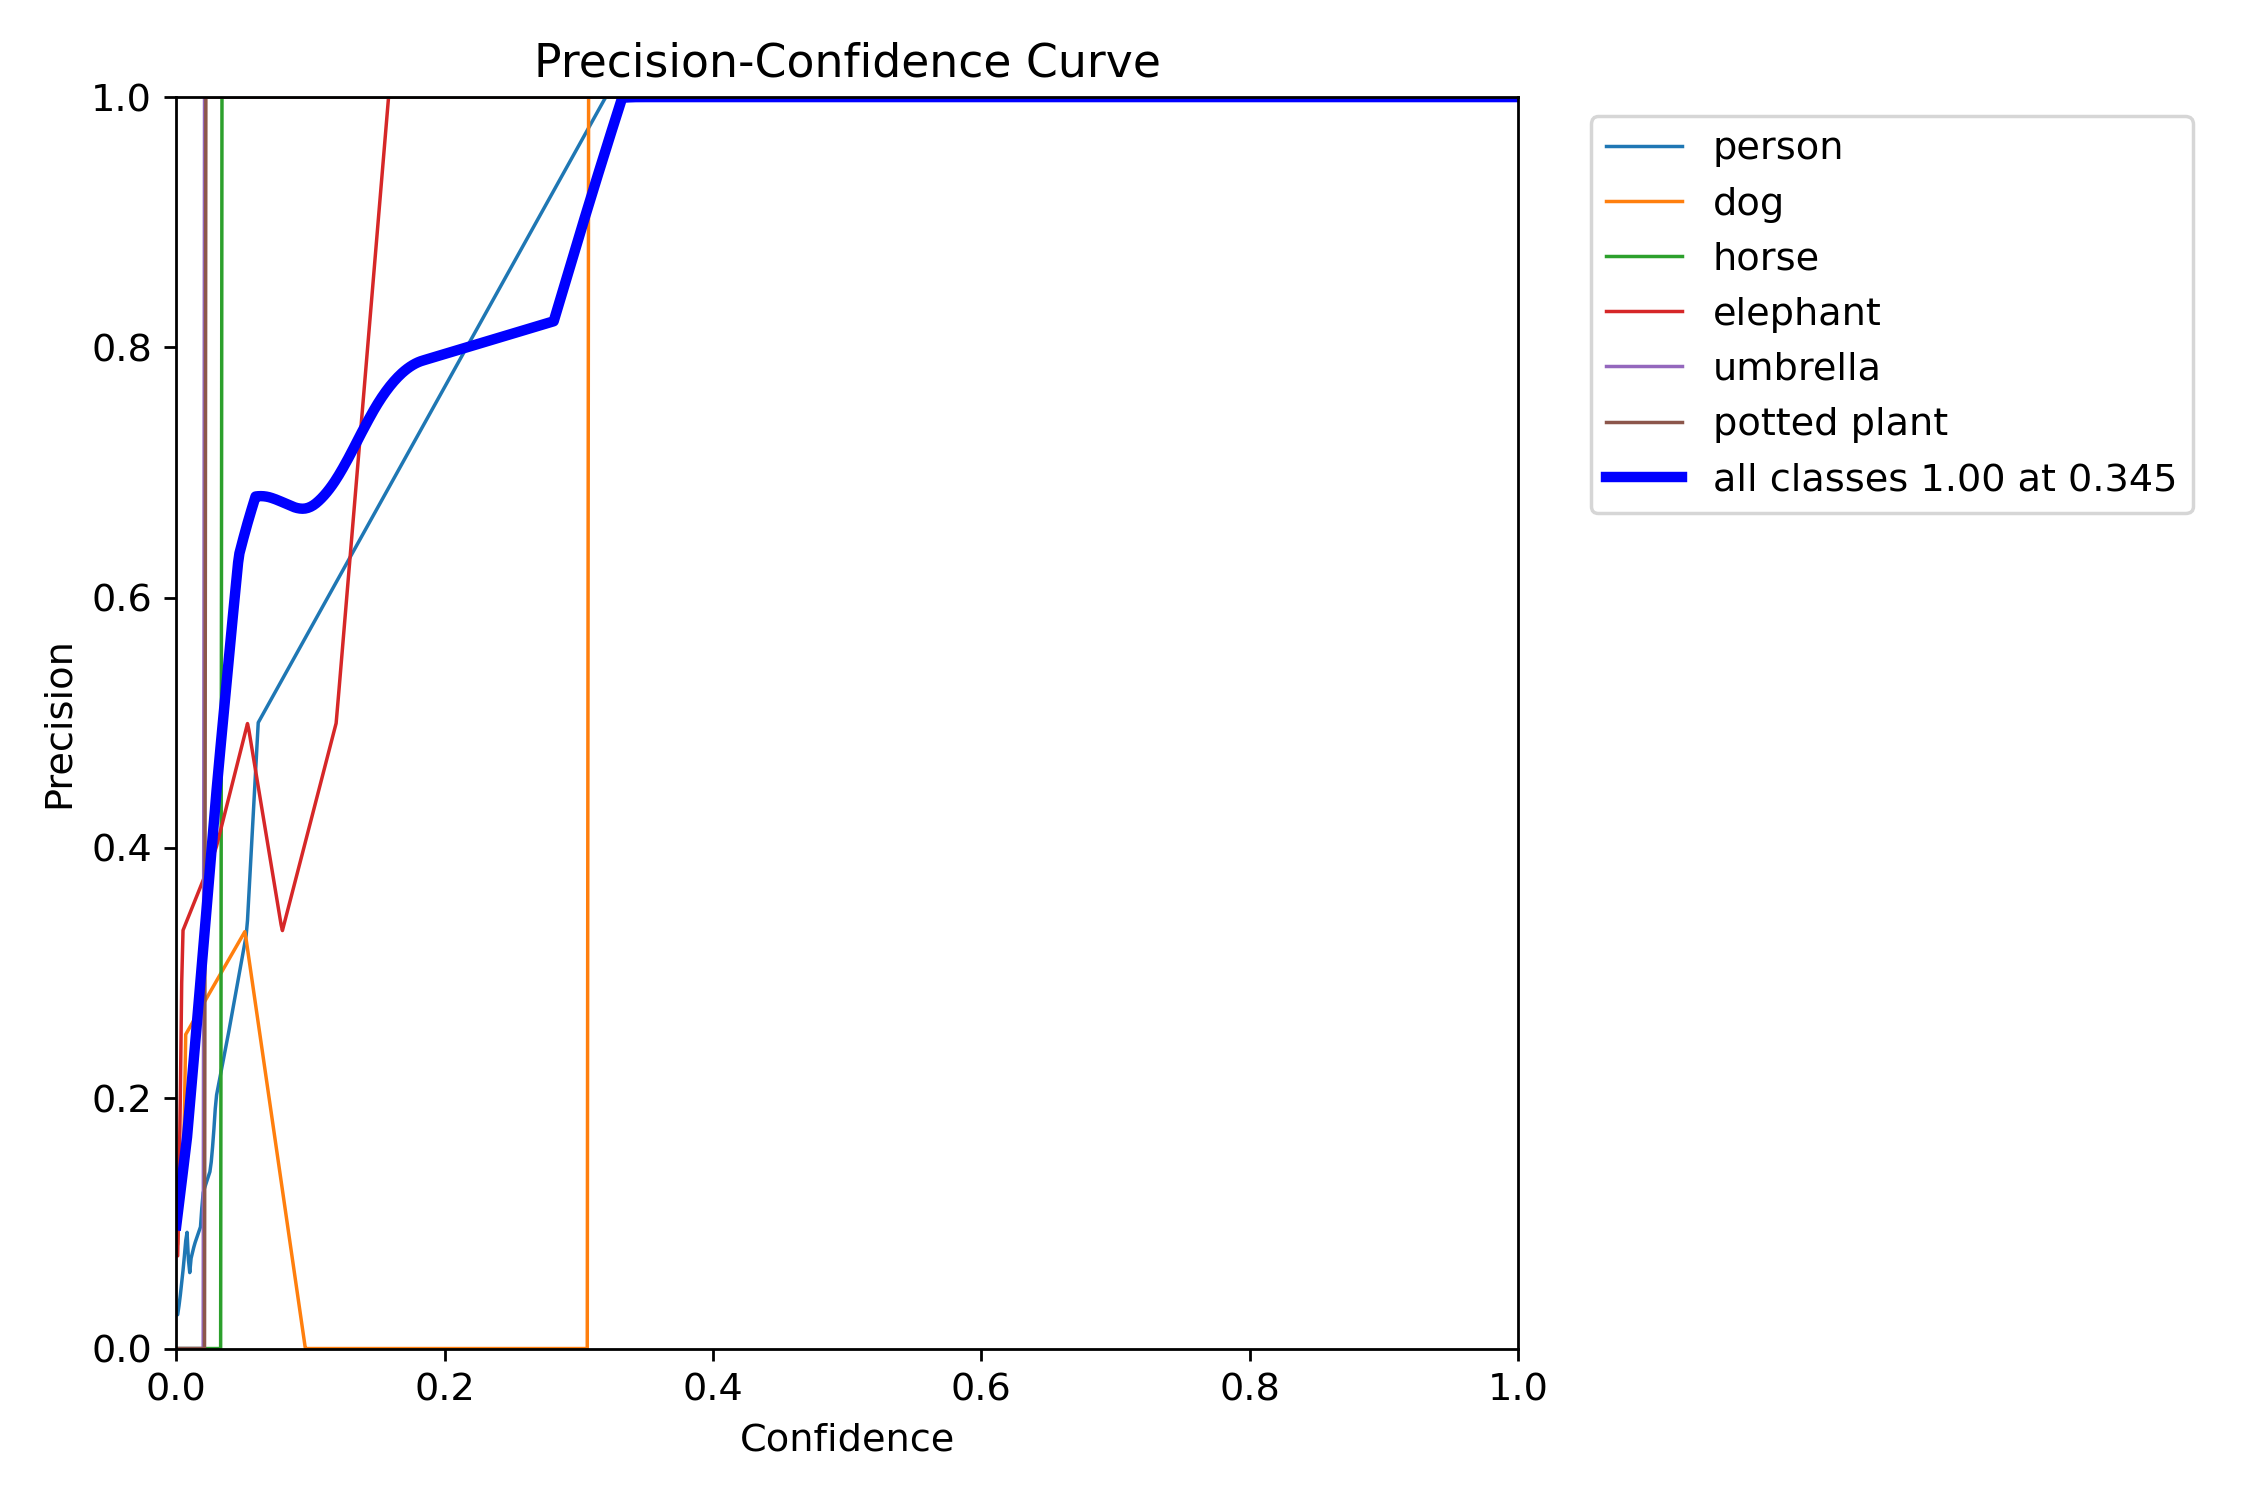 Precision-Confidence Curve
1.0
0.8
0.6
0.4
0.2
0.0
Precision
0.0 0.2 0.4 0.6 0.8 1.0
Confidence
person
dog
horse
elephant
umbrella
potted plant
all classes 1.00 at 0.345